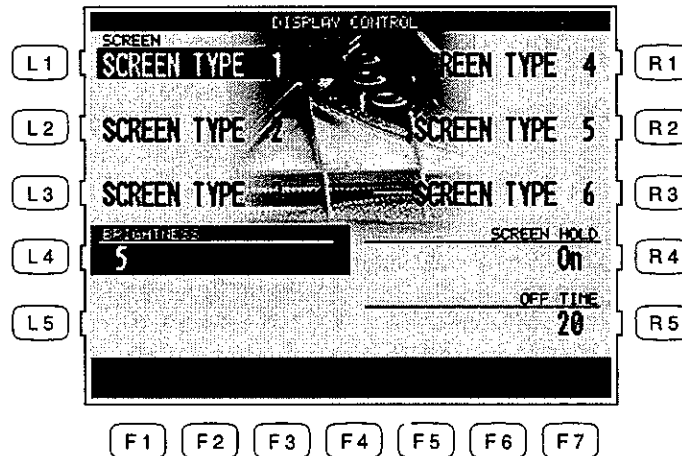 DISPLAY CONTROL
SCREEN
L1 SCREEN TYPE 1 REEN TYPE 4 R1
L2 SCREEN TYPE 2 SCREEN TYPE 5 R2
L3 SCREEN TYPE SCREEN TYPE 6 R3
BRIGHTNESS SCREEN HOLD
L4 5 On R4
OFF TIME
L5 20 R5
F1 F2 F3 F4 F5 F6 F7